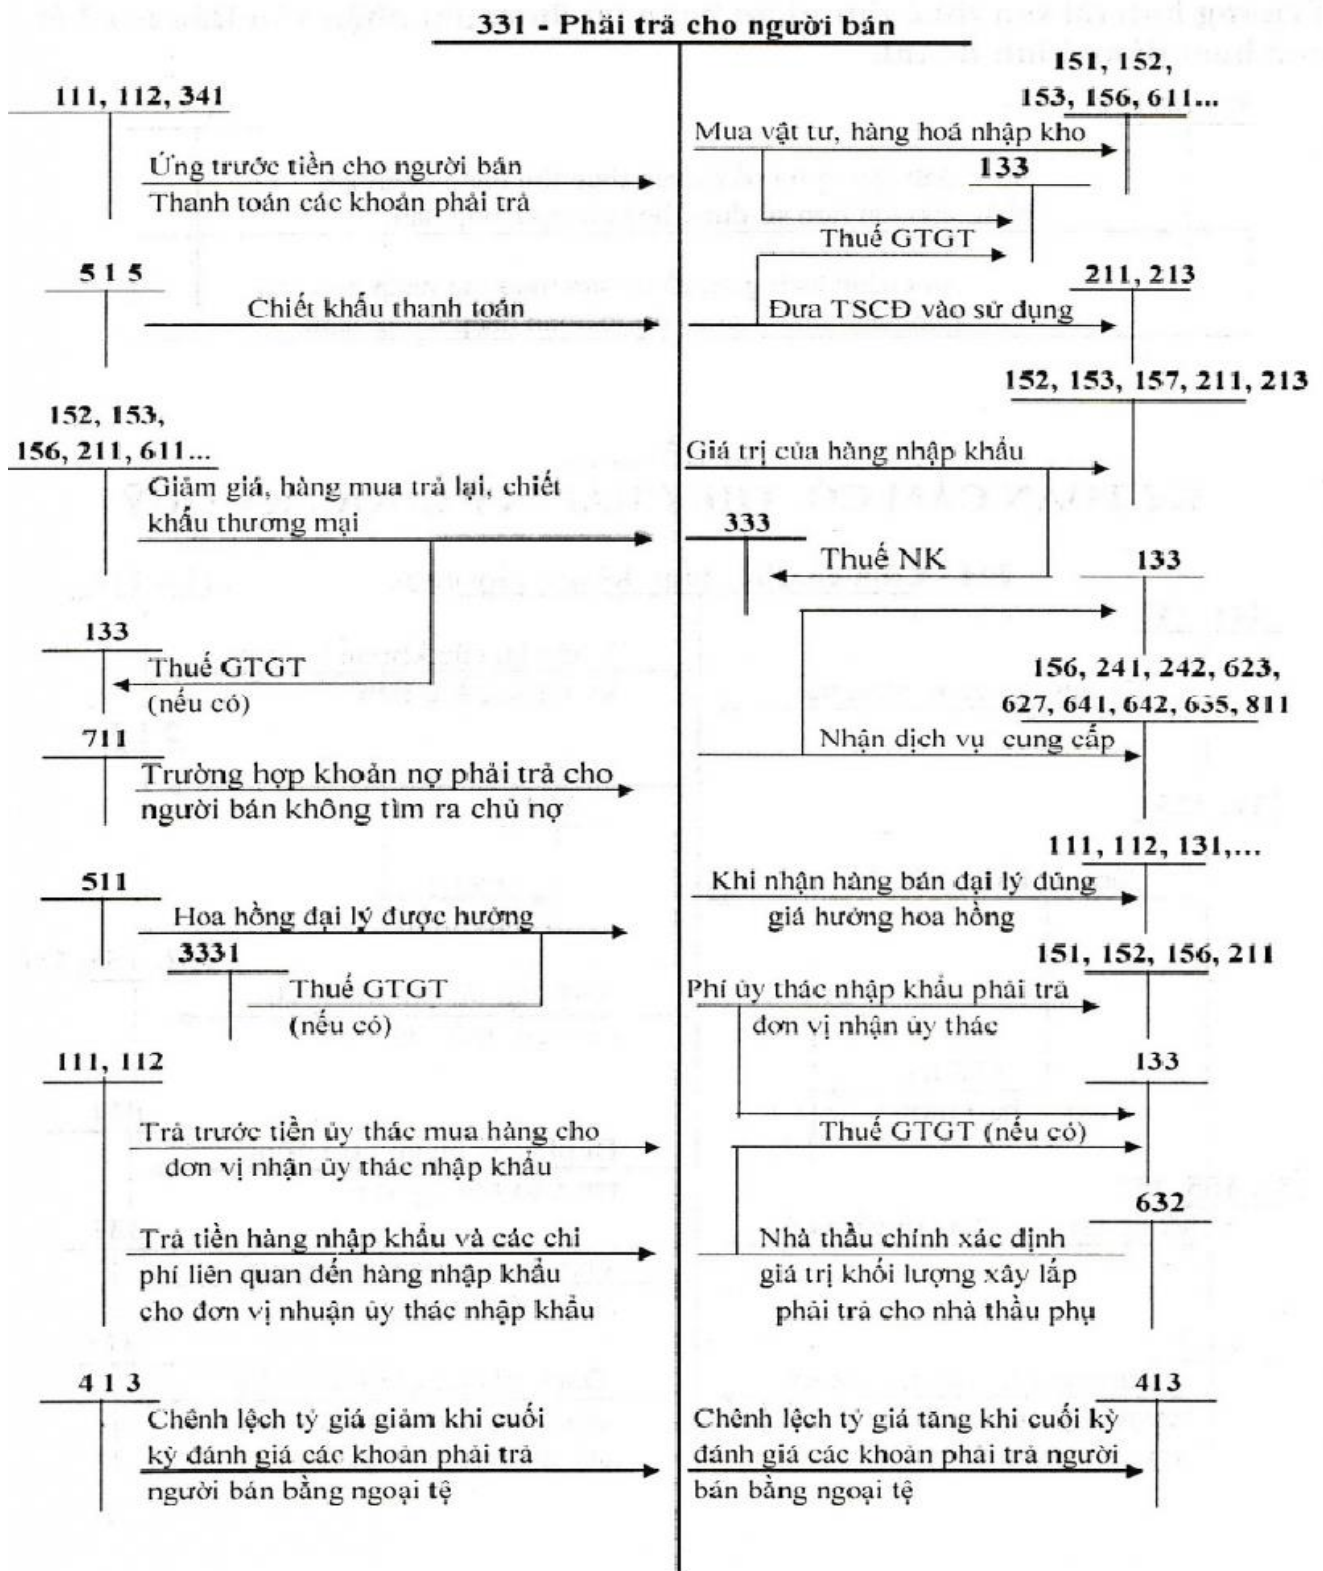 331 - Phải trả cho người bán
111, 112, 341
Ứng trước tiền cho người bán
Thanh toán các khoản phải trả
5 1 5
Chiết khấu thanh toán
152, 153,
156, 211, 611...
Giảm giá, hàng mua trả lại, chiết
khấu thương mại
133
Thuế GTGT
(nếu có)
711
Trường hợp khoản nợ phải trả cho
người bán không tìm ra chủ nợ
511
Hoa hồng đại lý được hưởng
3331
Thuế GTGT
(nếu có)
111, 112
Trả trước tiền ủy thác mua hàng cho
đơn vị nhận ủy thác nhập khẩu
Trả tiền hàng nhập khẩu và các chi
phí liên quan đến hàng nhập khẩu
cho đơn vị nhuận ủy thác nhập khẩu
4 1 3
Chênh lệch tỷ giá giảm khi cuối
kỳ đánh giá các khoản phải trả
người bán bằng ngoại tệ
151, 152,
153, 156, 611...
Mua vật tư, hàng hoá nhập kho
133
Thuế GTGT
211, 213
Đưa TSCĐ vào sử dụng
152, 153, 157, 211, 213
Giá trị của hàng nhập khẩu
333
Thuế NK
133
156, 241, 242, 623,
627, 641, 642, 635, 811
Nhận dịch vụ cung cấp
111, 112, 131,...
Khi nhận hàng bán đại lý đúng
giá hưởng hoa hồng
151, 152, 156, 211
Phí ủy thác nhập khẩu phải trả
đơn vị nhận ủy thác
133
Thuế GTGT (nếu có)
632
Nhà thầu chính xác định
giá trị khối lượng xây lắp
phải trả cho nhà thầu phụ
413
Chênh lệch tỷ giá tăng khi cuối kỳ
đánh giá các khoản phải trả người
bán bằng ngoại tệ